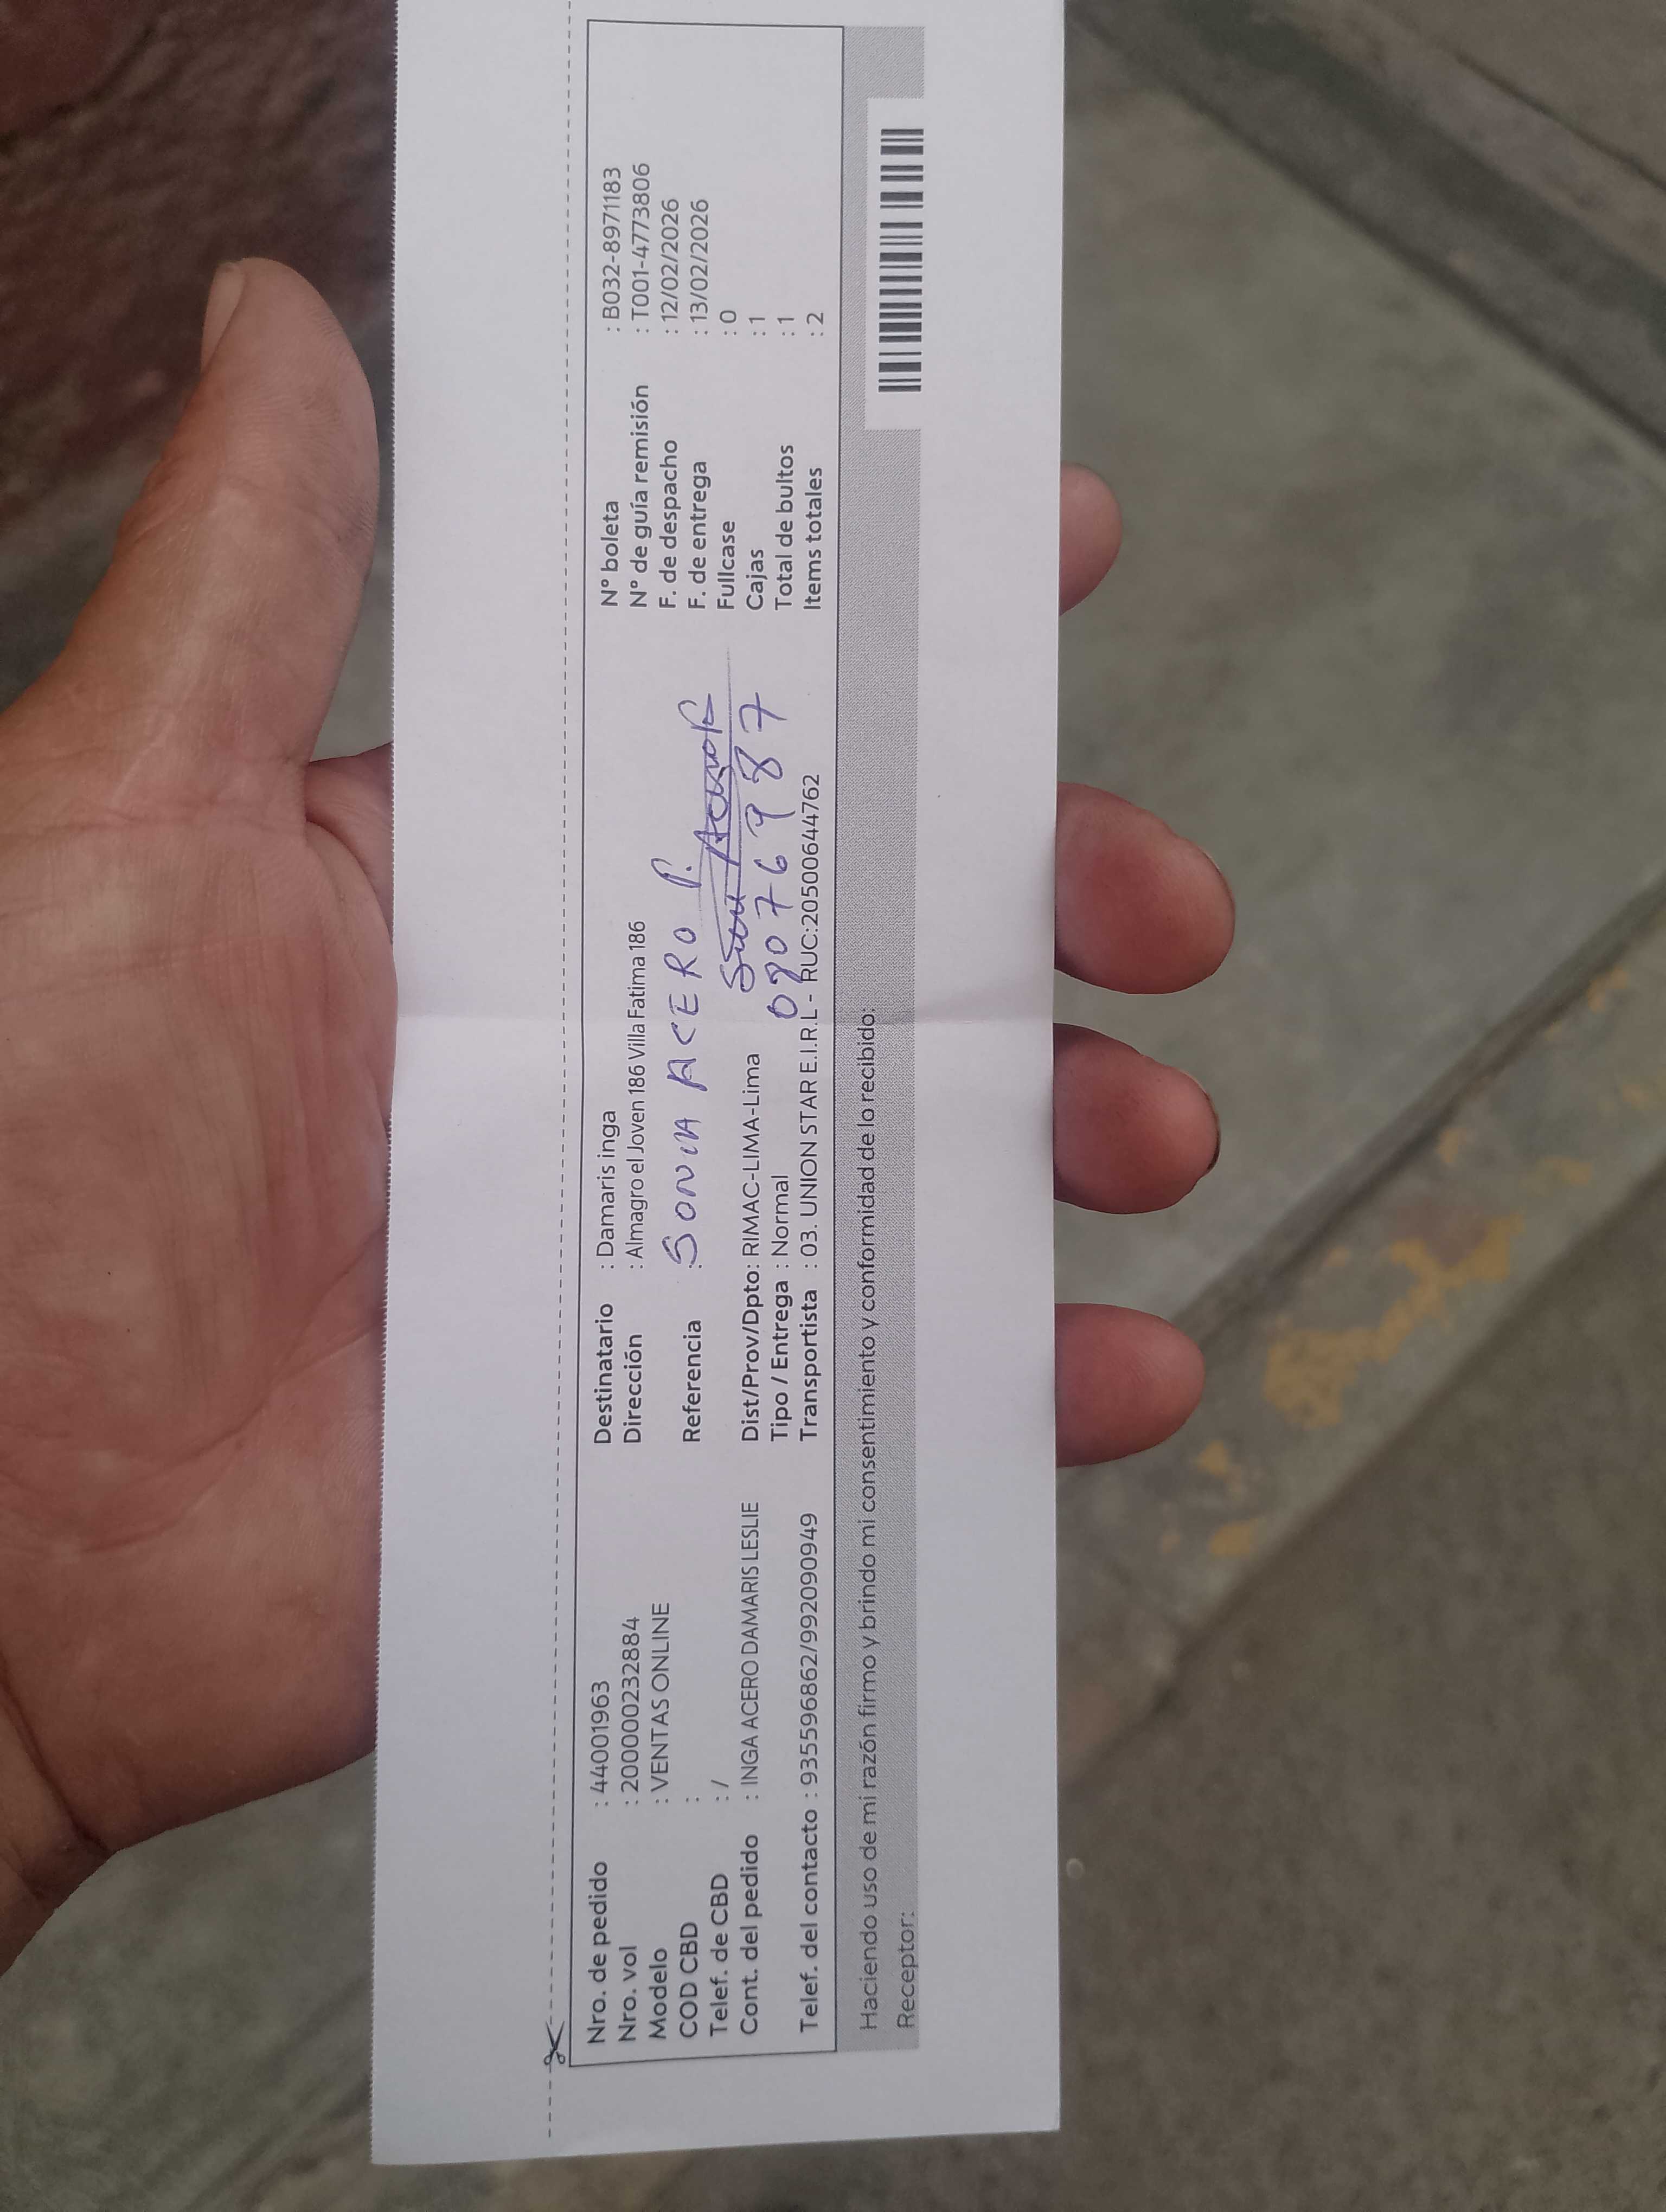 Nro. de pedido : 44001963
Nro. vol : 2000000232884
Modelo : VENTAS ONLINE
COD CBD :
Telef. de CBD : /
Cont. del pedido : INGA ACERO DAMARIS LESLIE
Telef. del contacto : 935596862/992090949
Destinatario : Damaris inga
Dirección : Almagro el Joven 186 Villa Fatima 186
Referencia :
SONIA ACERO P.
Dist/Prov/Dpto: RIMAC-LIMA-Lima
Tipo / Entrega : Normal
Transportista : 03. UNION STAR E.I.R.L - RUC:20500644762
N° boleta : B032-8971183
N° de guía remisión : T001-4773806
F. de despacho : 12/02/2026
F. de entrega : 13/02/2026
Fullcase : 0
Cajas : 1
Total de bultos : 1
Items totales : 2
Haciendo uso de mi razón firmo y brindo mi consentimiento y conformidad de lo recibido:
Receptor: